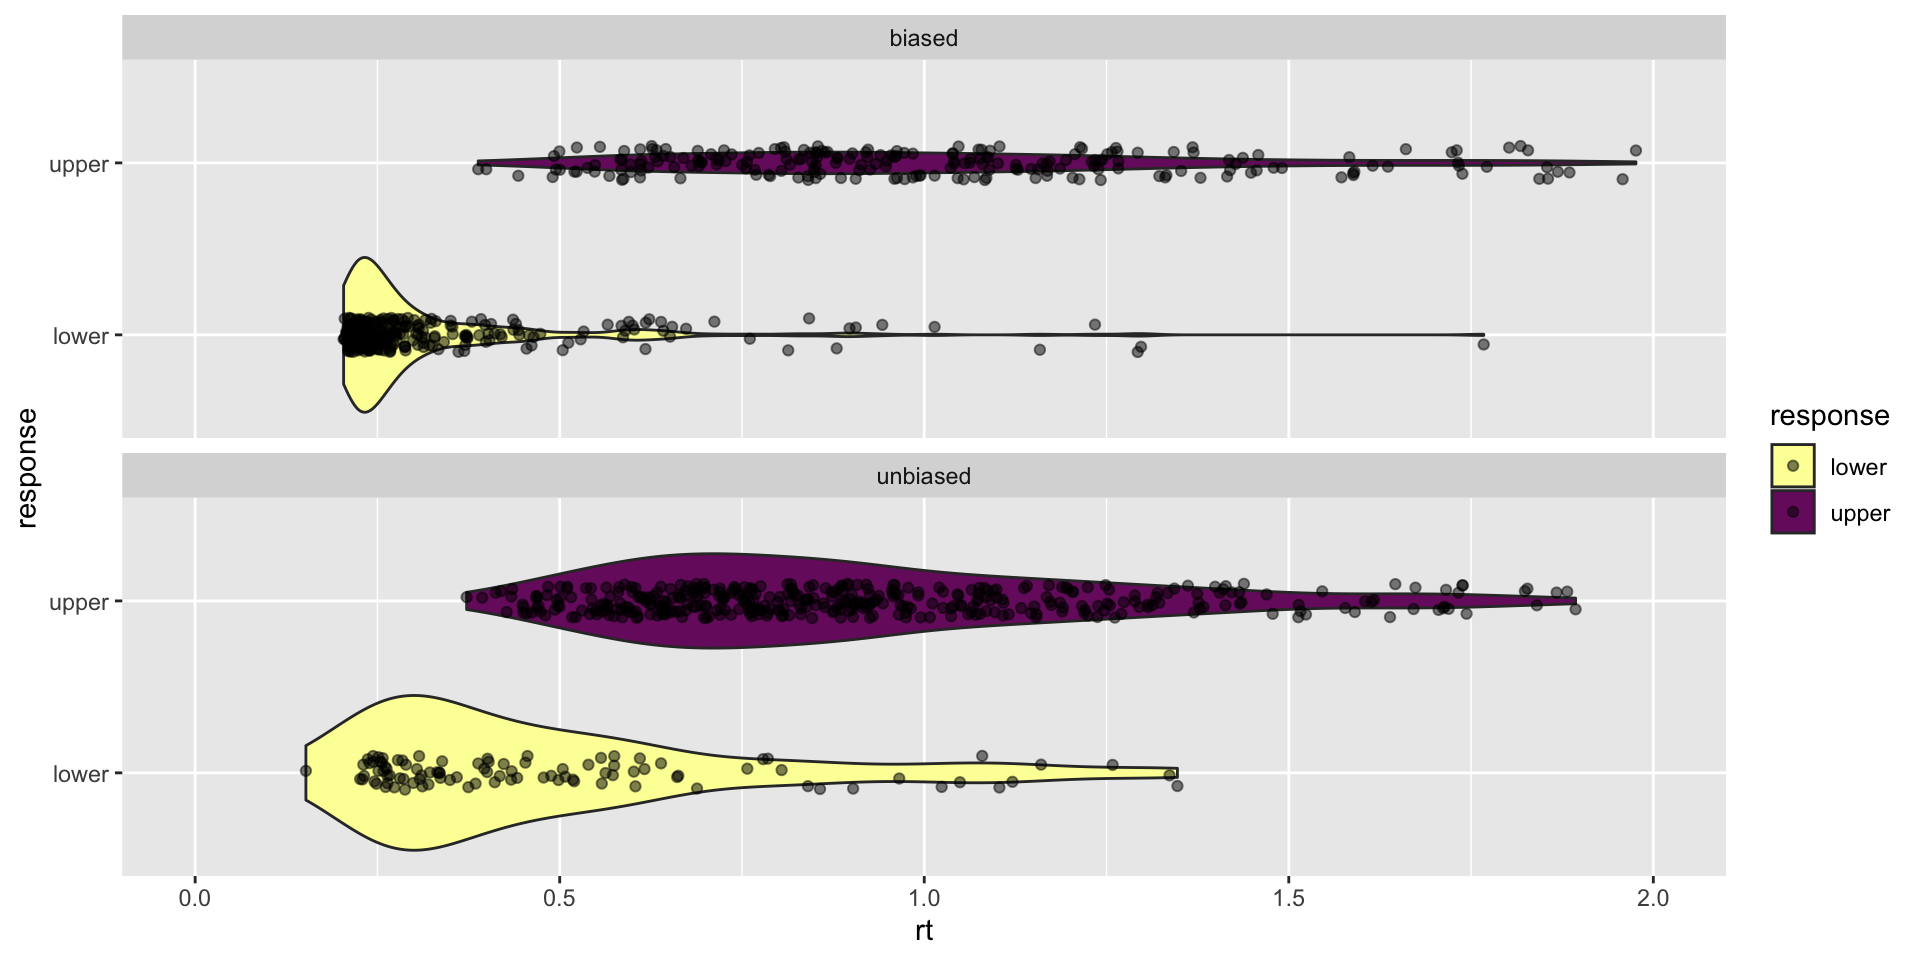 biased
upper
lower
response
unbiased
upper
lower
0.0 0.5 1.0 1.5 2.0
rt
response
lower
upper